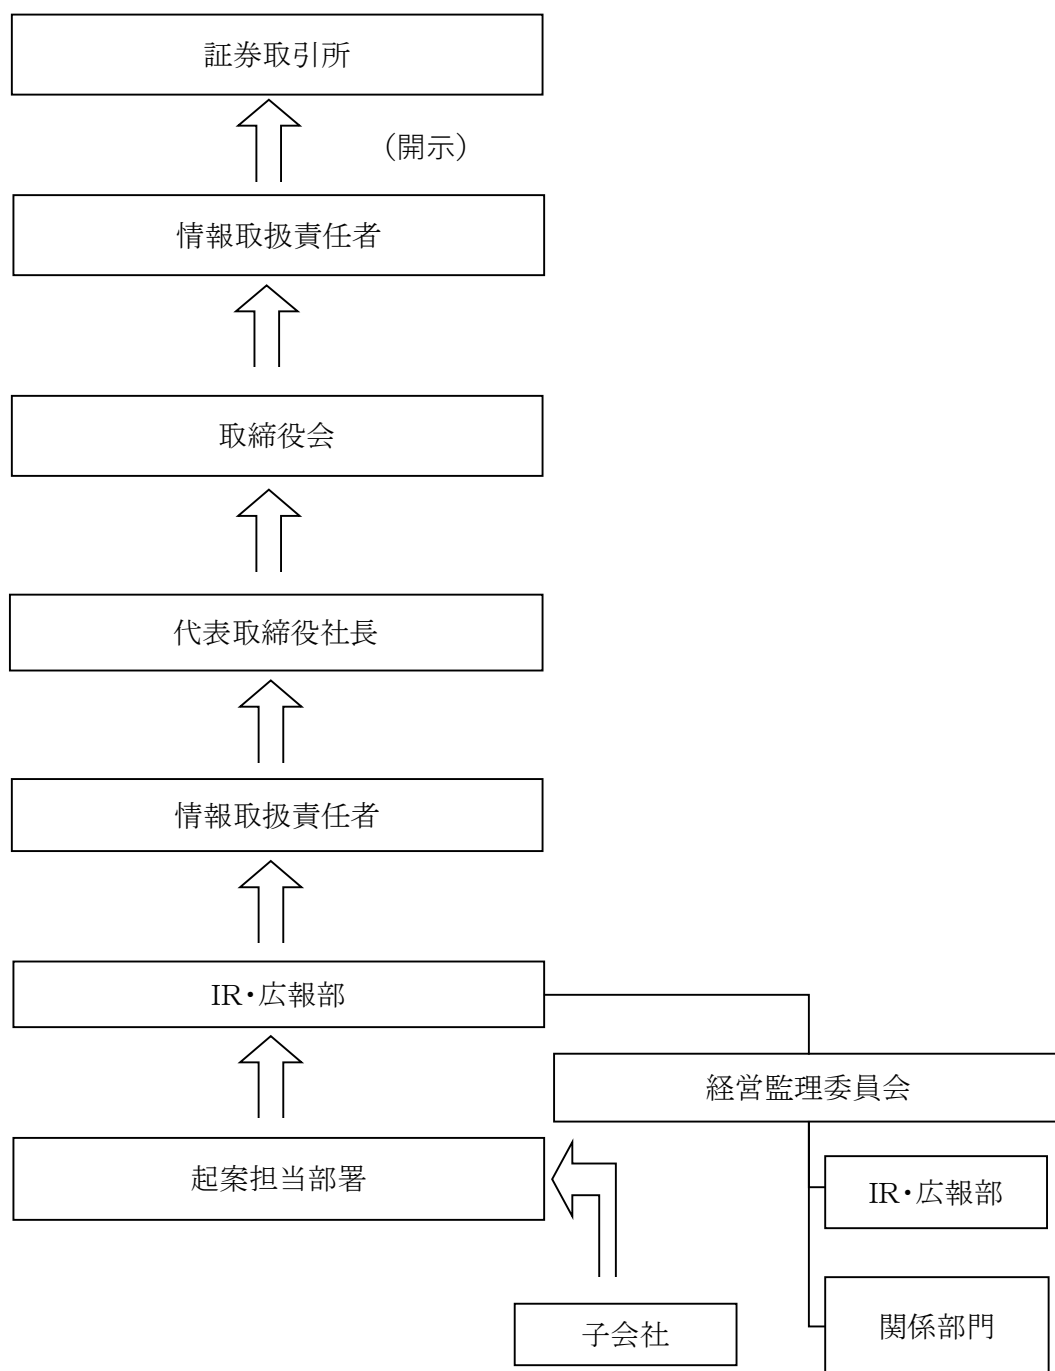 証券取引所
(開示)
情報取扱責任者
取締役会
代表取締役社長
情報取扱責任者
IR・広報部
経営監理委員会
起案担当部署
IR・広報部
関係部門
子会社